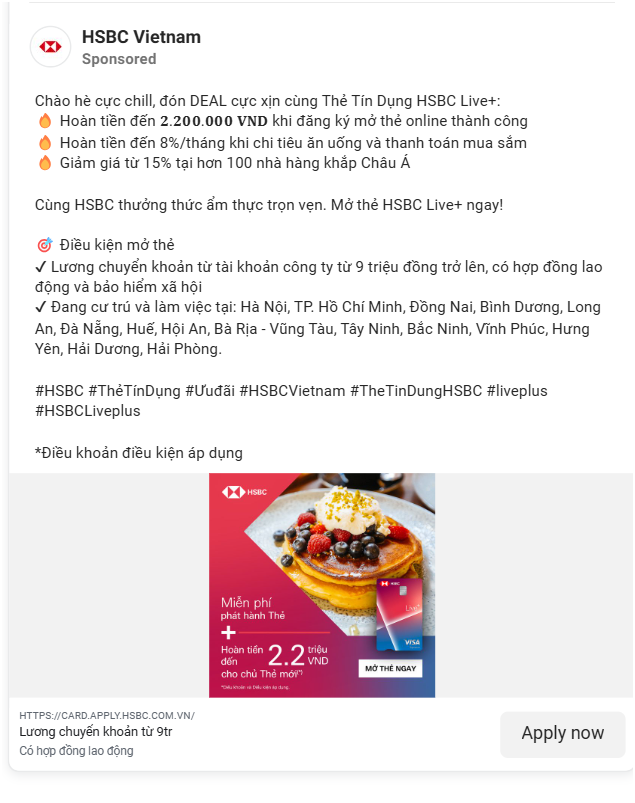 HSBC Vietnam
Sponsored
Chào hè cực chill, đón DEAL cực xịn cùng Thẻ Tín Dụng HSBC Live+:
🔥 Hoàn tiền đến 𝟐.𝟐𝟎𝟎.𝟎𝟎𝟎 𝐕𝐍𝐃 khi đăng ký mở thẻ online thành công
🔥 Hoàn tiền đến 8%/tháng khi chi tiêu ăn uống và thanh toán mua sắm
🔥 Giảm giá từ 15% tại hơn 100 nhà hàng khắp Châu Á
Cùng HSBC thưởng thức ẩm thực trọn vẹn. Mở thẻ HSBC Live+ ngay!
🎯 Điều kiện mở thẻ
✔ Lương chuyển khoản từ tài khoản công ty từ 9 triệu đồng trở lên, có hợp đồng lao
động và bảo hiểm xã hội
✔ Đang cư trú và làm việc tại: Hà Nội, TP. Hồ Chí Minh, Đồng Nai, Bình Dương, Long
An, Đà Nẵng, Huế, Hội An, Bà Rịa - Vũng Tàu, Tây Ninh, Bắc Ninh, Vĩnh Phúc, Hưng
Yên, Hải Dương, Hải Phòng.
#HSBC #ThẻTínDụng #Ưuđãi #HSBCVietnam #TheTinDungHSBC #liveplus
#HSBCLiveplus
*Điều khoản điều kiện áp dụng
HSBC
Miễn phí
phát hành Thẻ
+
Hoàn tiền
đến
2.2 triệu
VND
cho chủ Thẻ mới(*)
*Điều khoản và Điều kiện áp dụng.
HSBC
Live+
VISA
MỞ THẺ NGAY
HTTPS://CARD.APPLY.HSBC.COM.VN/
Lương chuyển khoản từ 9tr
Có hợp đồng lao động
Apply now